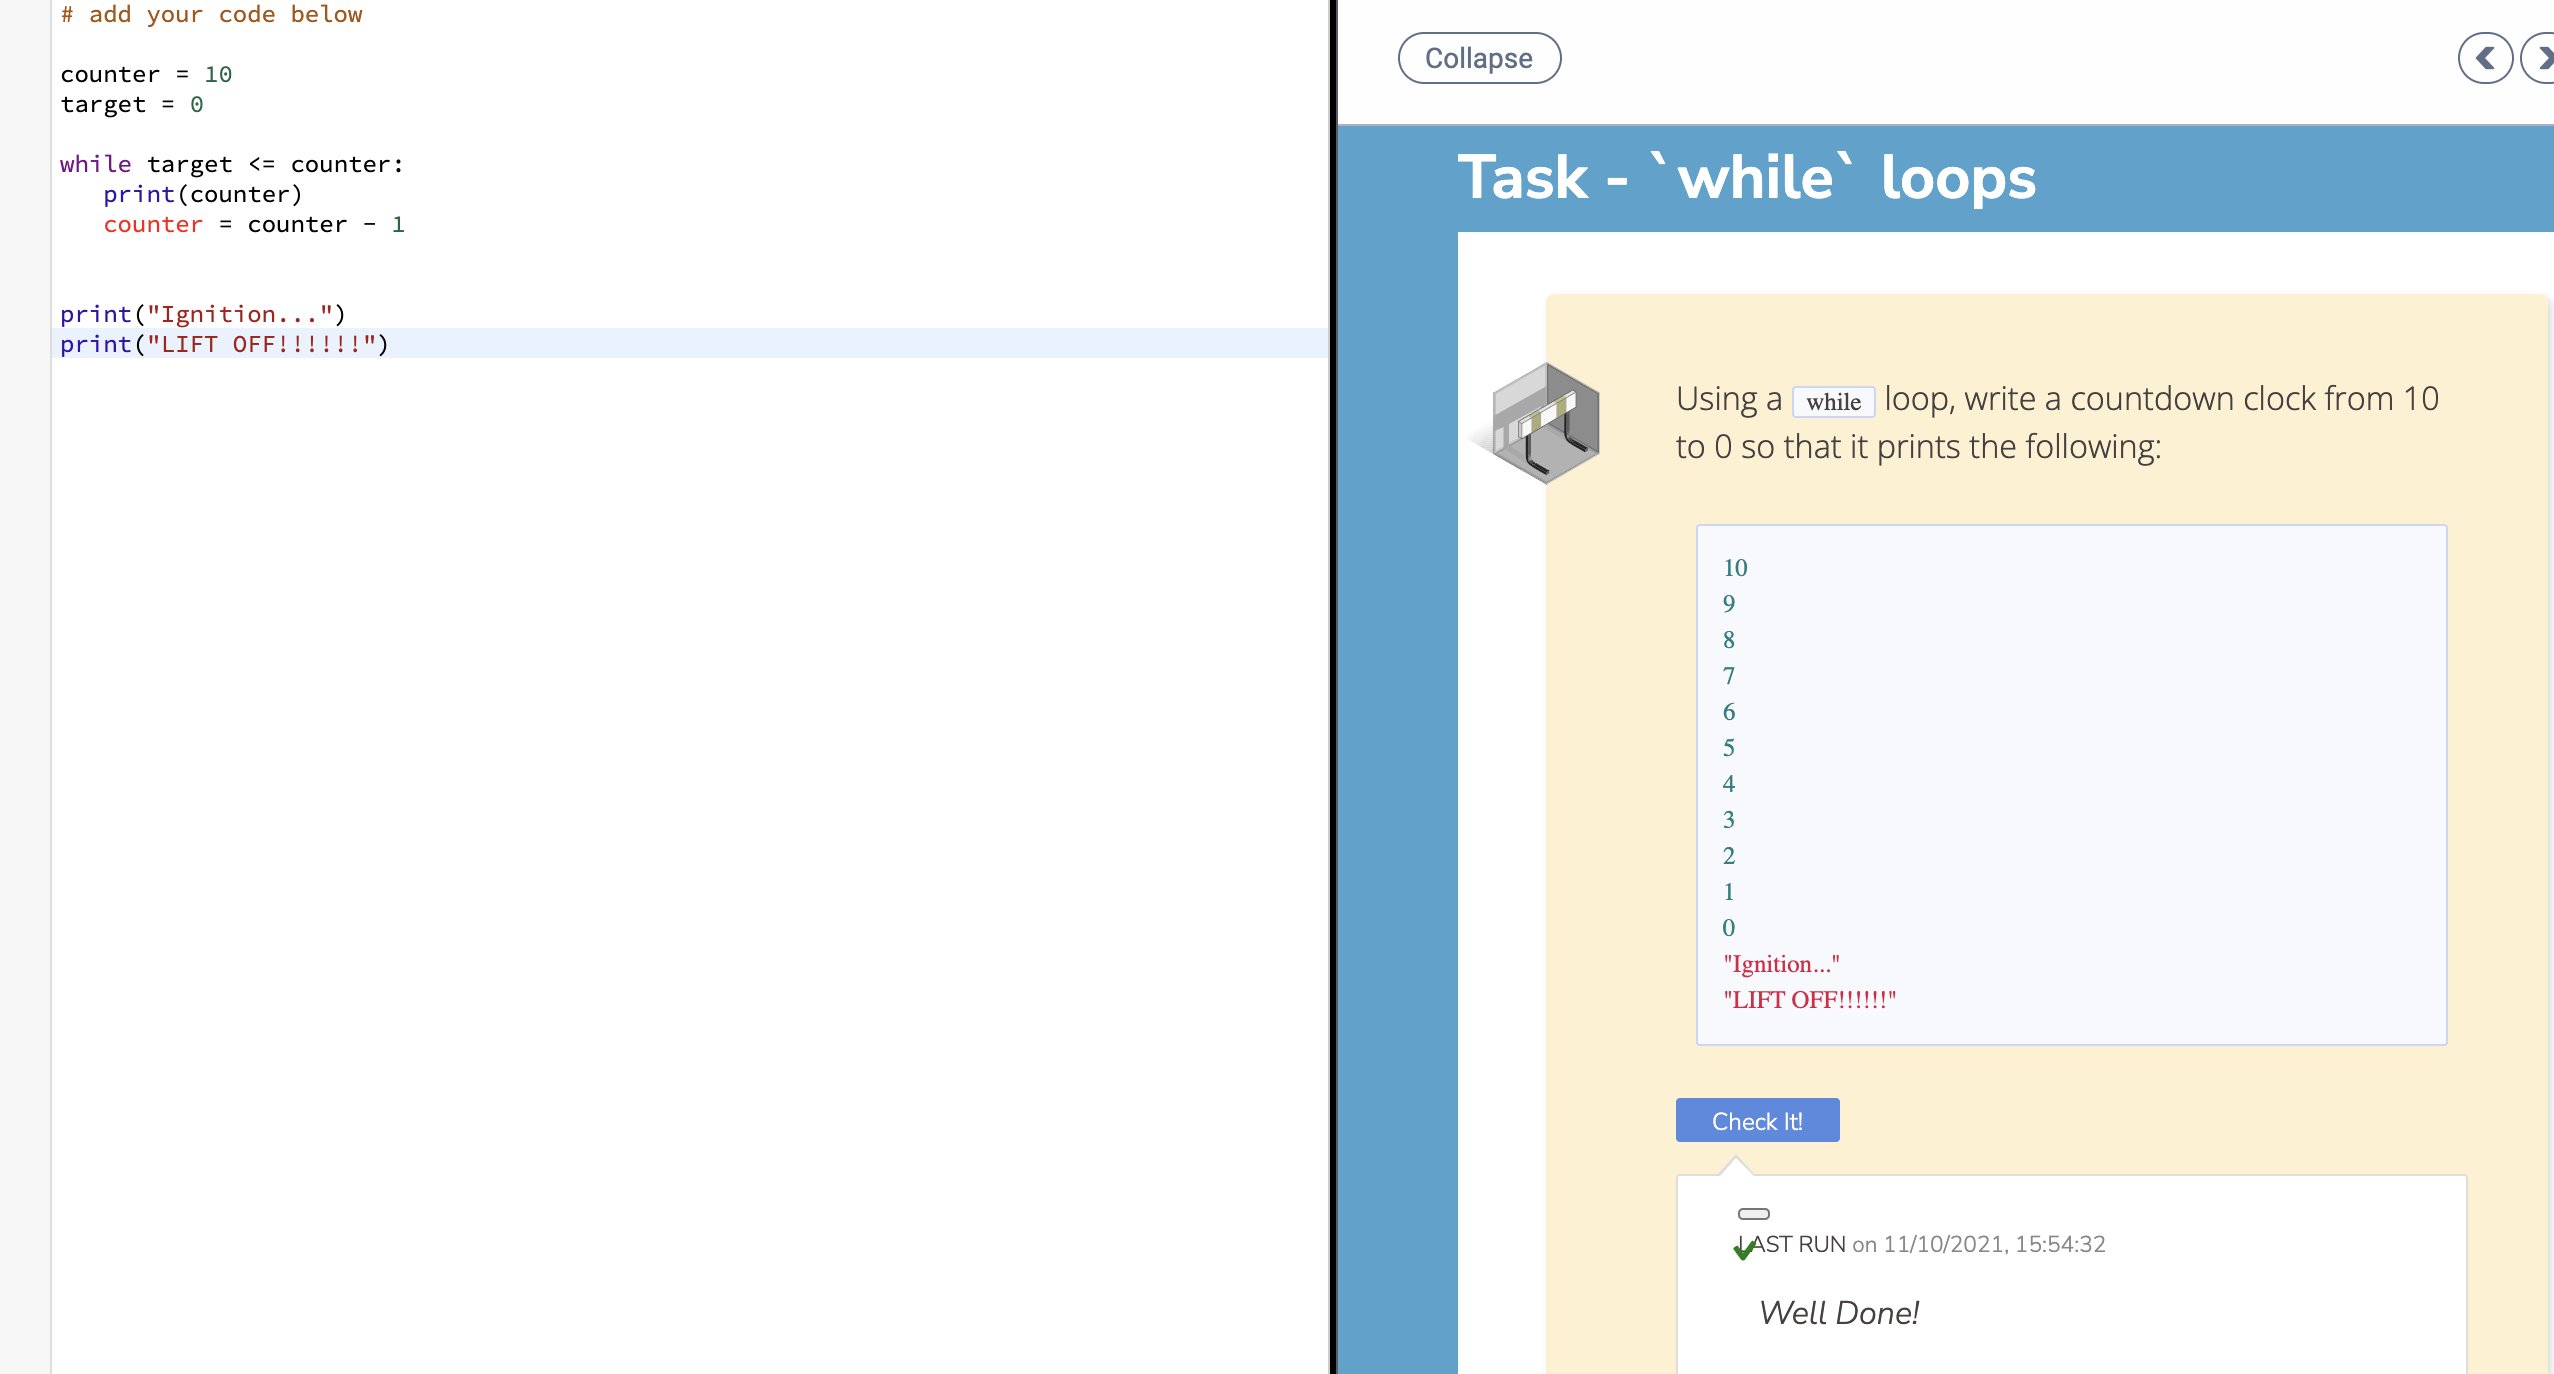 # add your code below
counter = 10
target = 0
while target <= counter:
   print(counter)
   counter = counter - 1
print("Ignition...")
print("LIFT OFF!!!!!!")
Collapse
Task - `while` loops
Using a while loop, write a countdown clock from 10
to 0 so that it prints the following:
10
9
8
7
6
5
4
3
2
1
0
"Ignition..."
"LIFT OFF!!!!!!"
Check It!
LAST RUN on 11/10/2021, 15:54:32
Well Done!